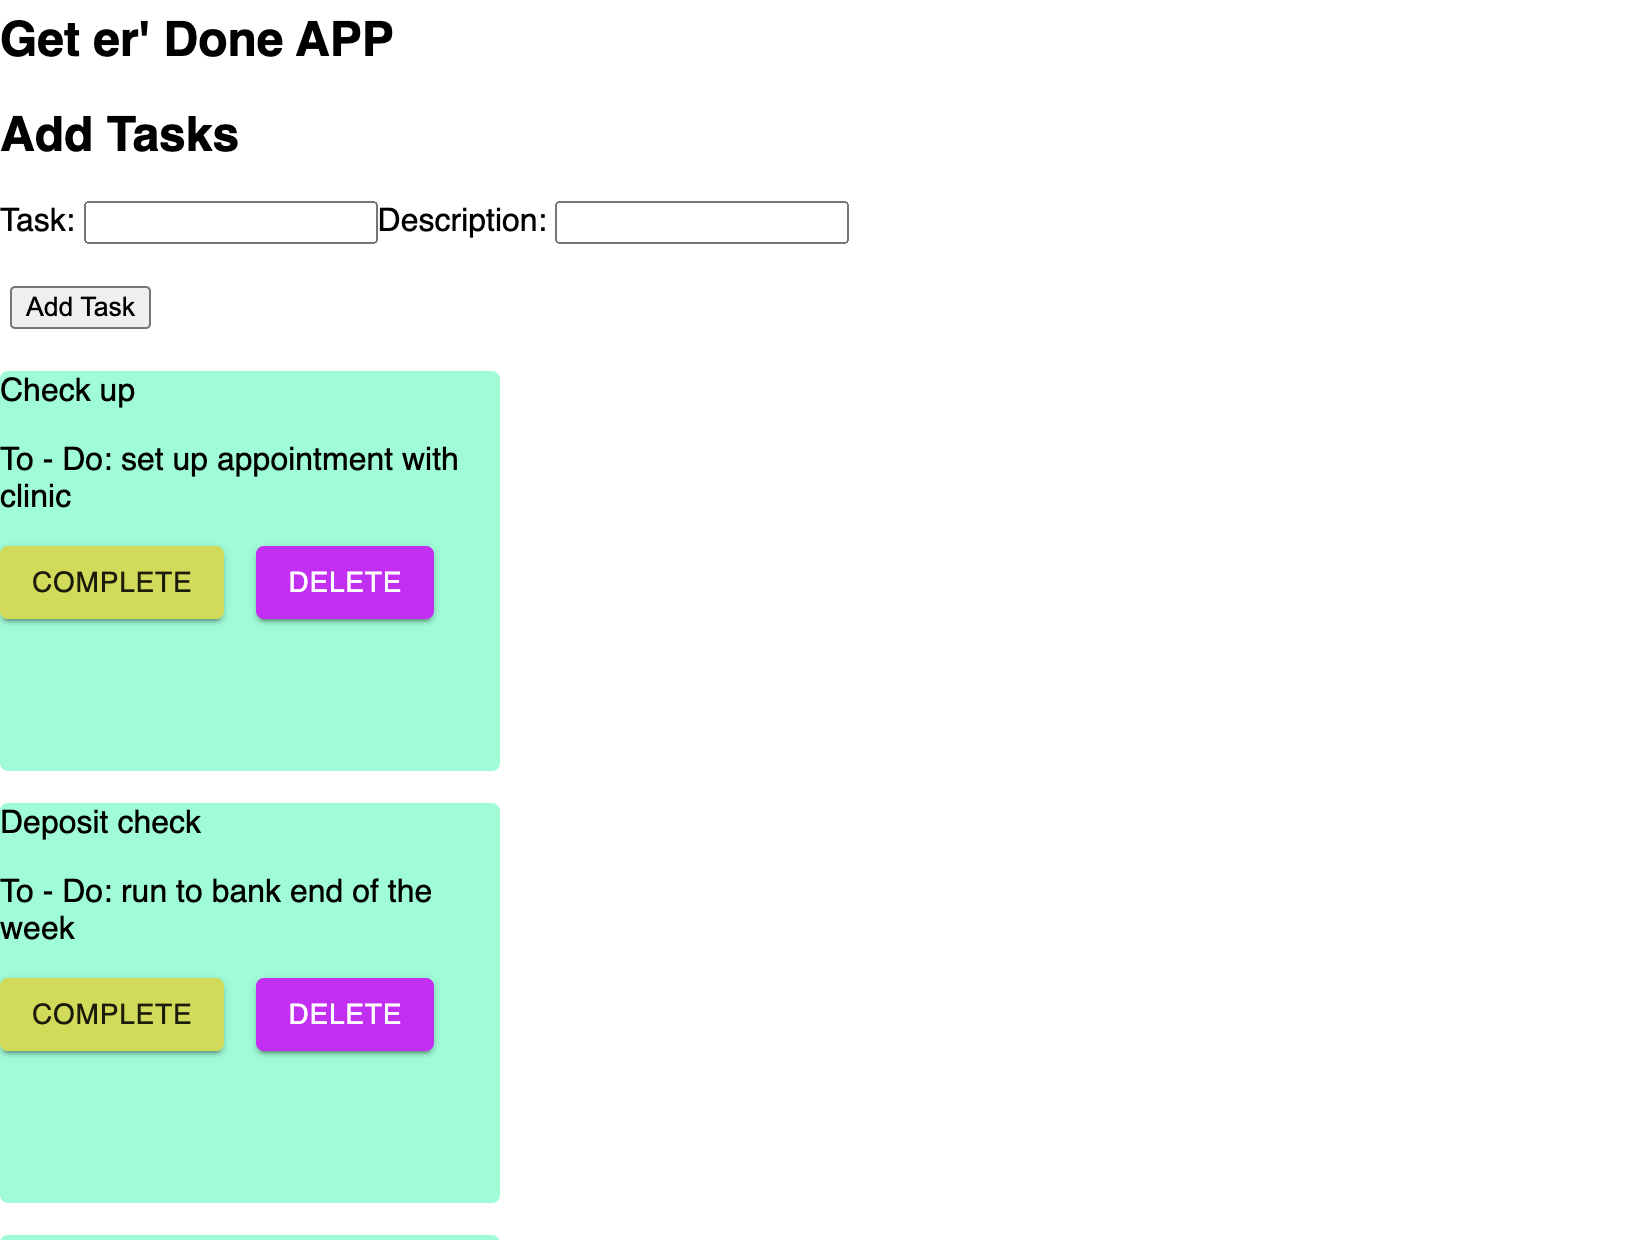 Get er' Done APP
Add Tasks
Task: Description:
Add Task
Check up
To - Do: set up appointment with
clinic
COMPLETE DELETE
Deposit check
To - Do: run to bank end of the
week
COMPLETE DELETE